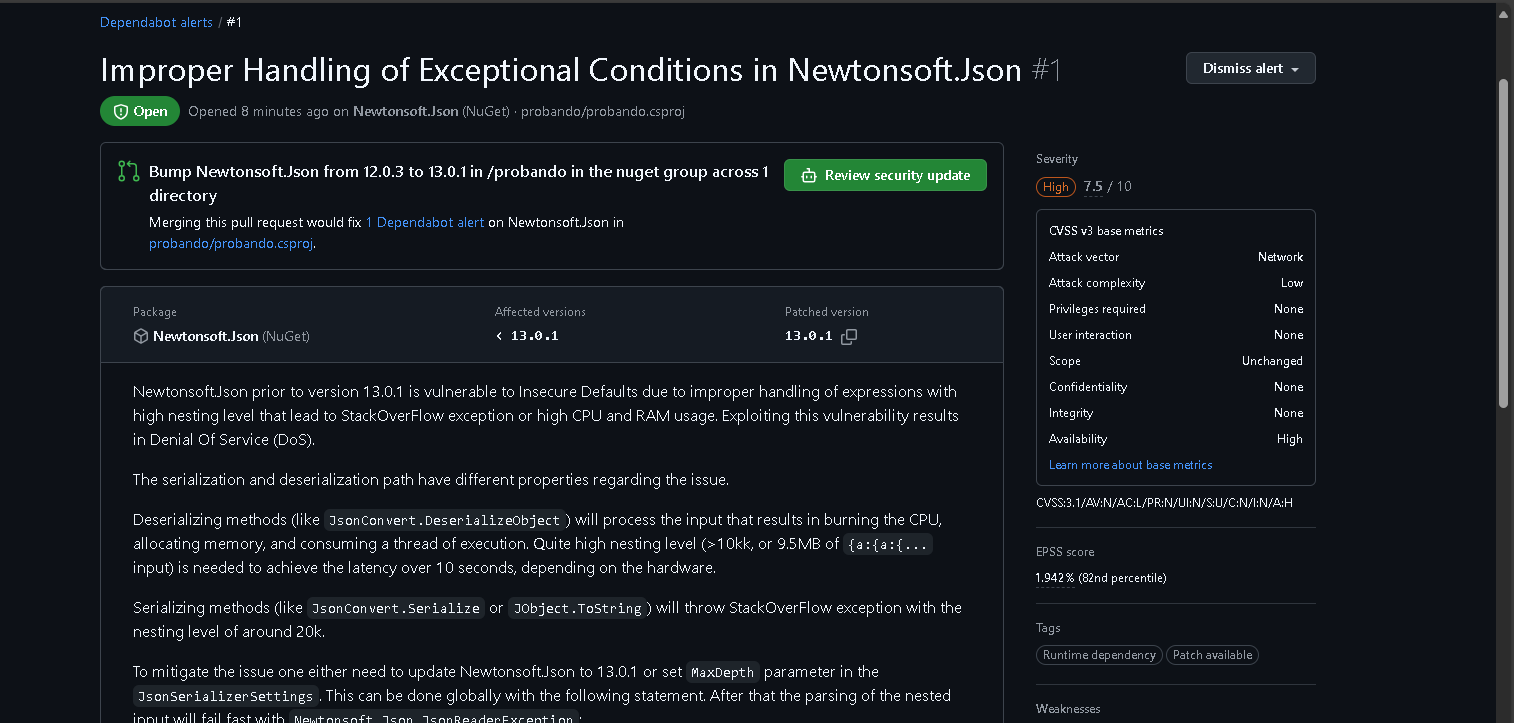 Dependabot alerts / #1
Improper Handling of Exceptional Conditions in Newtonsoft.Json #1
Dismiss alert
Open
Opened 8 minutes ago on Newtonsoft.Json (NuGet) · probando/probando.csproj
Bump Newtonsoft.Json from 12.0.3 to 13.0.1 in /probando in the nuget group across 1
directory
Review security update
Merging this pull request would fix 1 Dependabot alert on Newtonsoft.Json in
probando/probando.csproj.
Package
Newtonsoft.Json (NuGet)
Affected versions
< 13.0.1
Patched version
13.0.1
Newtonsoft.Json prior to version 13.0.1 is vulnerable to Insecure Defaults due to improper handling of expressions with
high nesting level that lead to StackOverFlow exception or high CPU and RAM usage. Exploiting this vulnerability results
in Denial Of Service (DoS).
The serialization and deserialization path have different properties regarding the issue.
Deserializing methods (like JsonConvert.DeserializeObject) will process the input that results in burning the CPU,
allocating memory, and consuming a thread of execution. Quite high nesting level (>10kk, or 9.5MB of {a:{a:{...
input) is needed to achieve the latency over 10 seconds, depending on the hardware.
Serializing methods (like JsonConvert.Serialize or JObject.ToString) will throw StackOverFlow exception with the
nesting level of around 20k.
To mitigate the issue one either need to update Newtonsoft.Json to 13.0.1 or set MaxDepth parameter in the
JsonSerializerSettings. This can be done globally with the following statement. After that the parsing of the nested
input will fail fast with Newtonsoft.Json.JsonReaderException:
Severity
High 7.5 / 10
CVSS v3 base metrics
Attack vector Network
Attack complexity Low
Privileges required None
User interaction None
Scope Unchanged
Confidentiality None
Integrity None
Availability High
Learn more about base metrics
CVSS:3.1/AV:N/AC:L/PR:N/UI:N/S:U/C:N/I:N/A:H
EPSS score
1.942% (82nd percentile)
Tags
Runtime dependency Patch available
Weaknesses